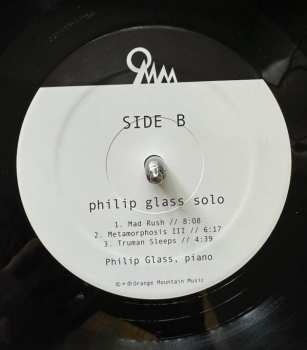 OMM
SIDE B
philip glass solo
1. Mad Rush // 8:08
2. Metamorphosis III // 6:17
3. Truman Sleeps // 4:39
Philip Glass, piano
Orange Mountain Music